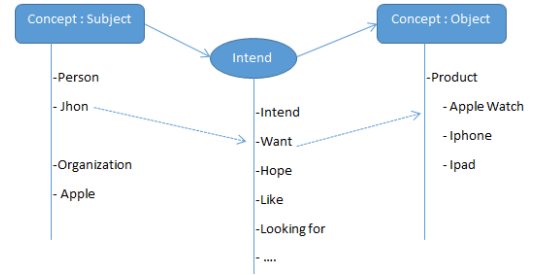 Concept : Subject
Intend
Concept : Object
-Person
- Jhon
-Organization
- Apple
-Intend
-Want
-Hope
-Like
-Looking for
- ....
-Product
- Apple Watch
- Iphone
- Ipad